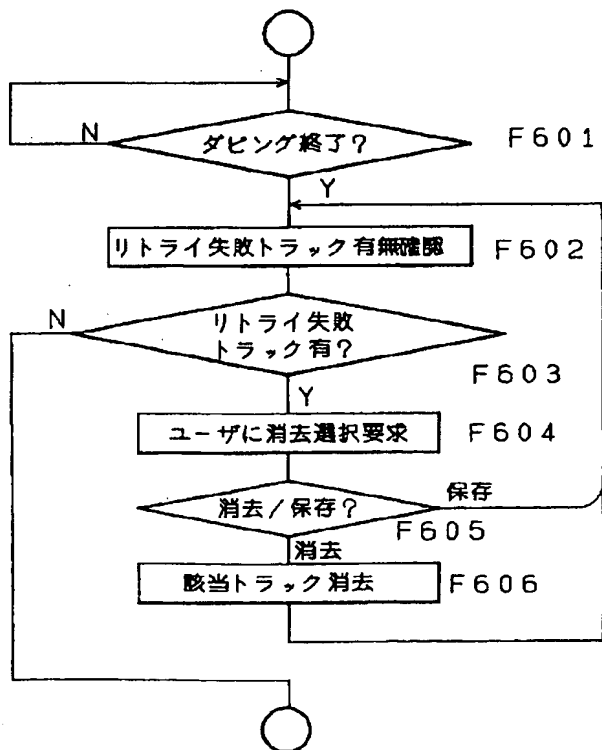 N
ダビング終了?
F601
Y
リトライ失敗トラック有無確認
F602
N
リトライ失敗
トラック有?
F603
Y
ユーザに消去選択要求
F604
消去/保存?
保存
F605
消去
該当トラック消去
F606